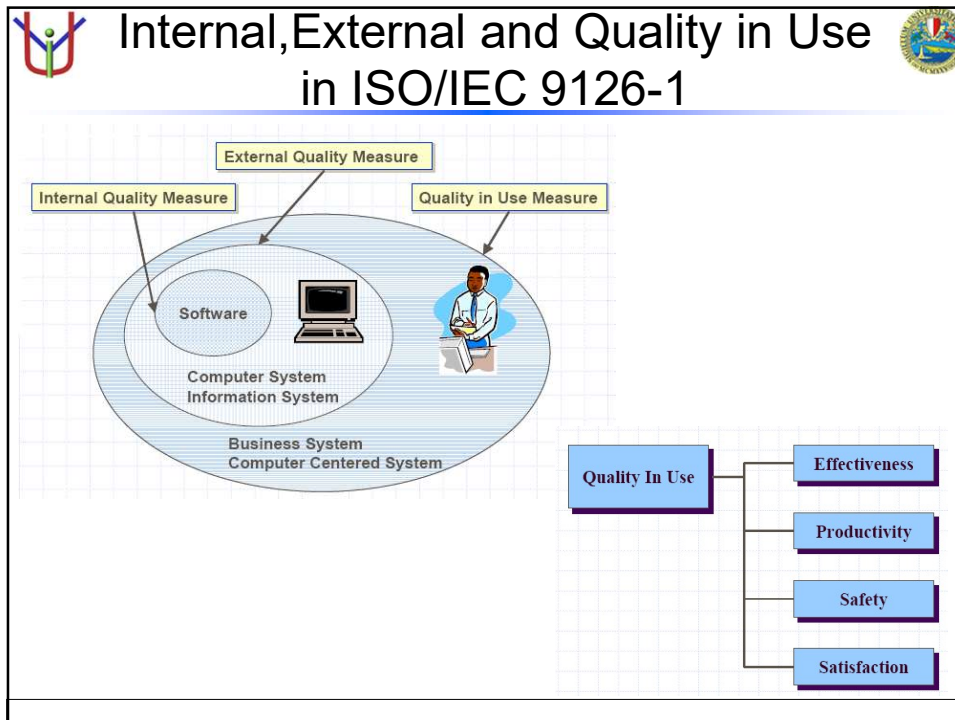 Internal,External and Quality in Use
in ISO/IEC 9126-1
External Quality Measure
Internal Quality Measure
Quality in Use Measure
Software
Computer System
Information System
Business System
Computer Centered System
Quality In Use
Effectiveness
Productivity
Safety
Satisfaction